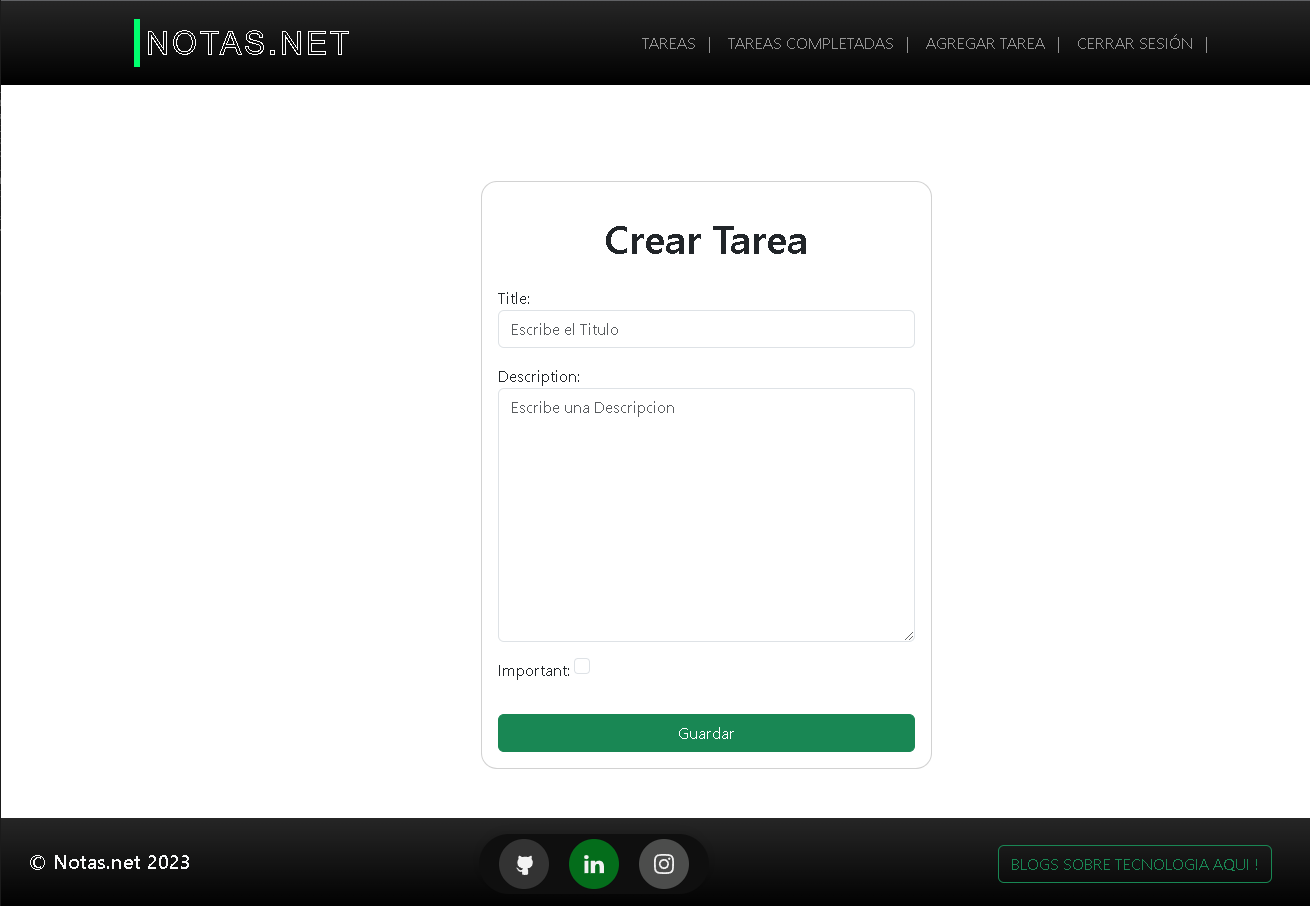 NOTAS.NET
TAREAS | TAREAS COMPLETADAS | AGREGAR TAREA | CERRAR SESIÓN |
Crear Tarea
Title:
Escribe el Titulo
Description:
Escribe una Descripcion
Important:
Guardar
© Notas.net 2023
in
BLOGS SOBRE TECNOLOGIA AQUI !